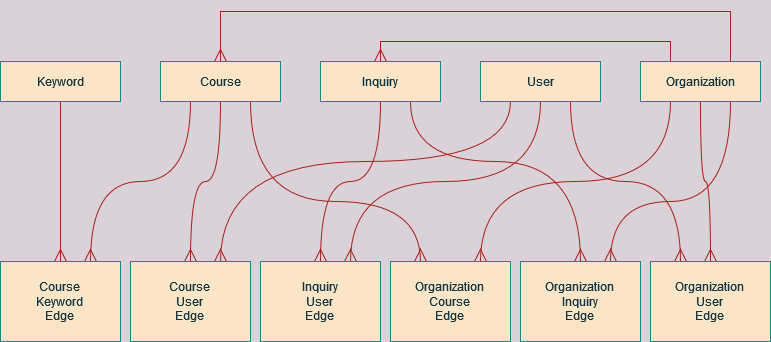 Keyword
Course
Inquiry
User
Organization
Course
Keyword
Edge
Course
User
Edge
Inquiry
User
Edge
Organization
Course
Edge
Organization
Inquiry
Edge
Organization
User
Edge